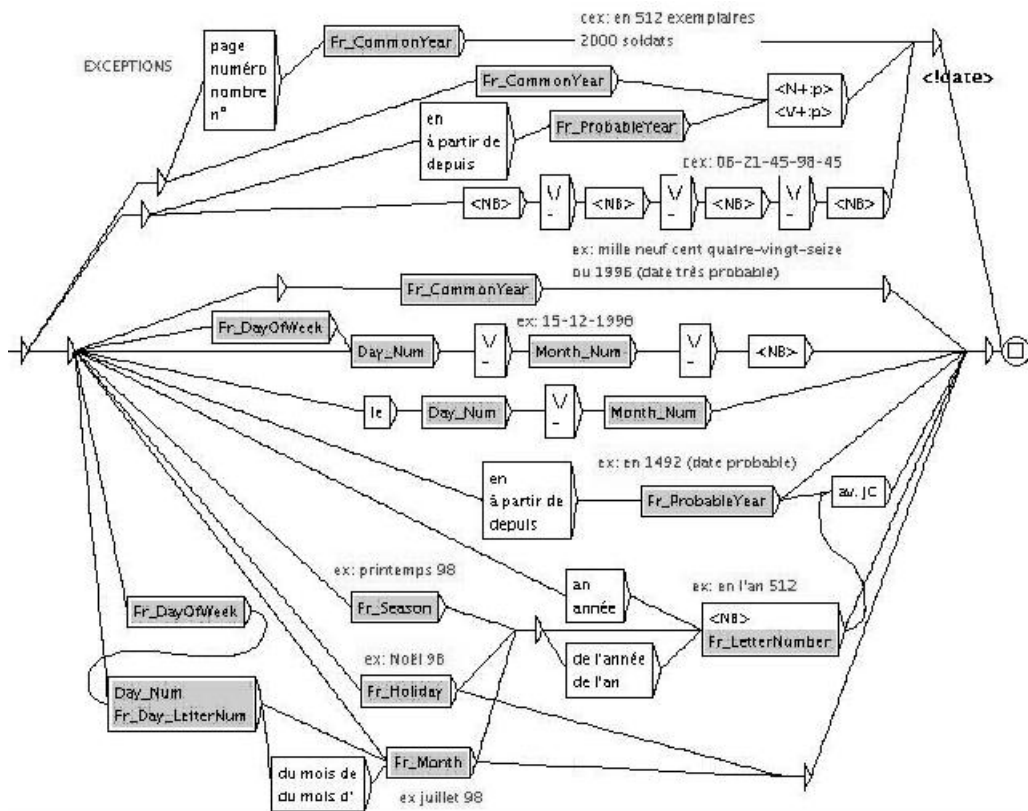 cex: en 512 exemplaires
2000 soldats
Fr_CommonYear
page
numéro
nombre
n°
EXCEPTIONS
<!date>
Fr_CommonYear
<N+:p>
<V+:p>
en
à partir de
depuis
Fr_ProbableYear
cex: 06-21-45-98-45
<NB>
\/
-
<NB>
\/
-
<NB>
\/
-
<NB>
ex: mille neuf cent quatre-vingt-seize
ou 1996 (date très probable)
Fr_CommonYear
Fr_DayOfWeek
ex: 15-12-1996
Day_Num
\/
-
Month_Num
\/
-
<NB>
le
Day_Num
\/
-
Month_Num
ex: en 1492 (date probable)
en
à partir de
depuis
Fr_ProbableYear
av. JC
ex: printemps 98
an
année
ex: en l'an 512
Fr_DayOfWeek
Fr_Season
<NB>
Fr_LetterNumber
ex: Noël 96
de l'année
de l'an
Fr_Holiday
Day_Num
Fr_Day_LetterNum
du mois de
du mois d'
Fr_Month
ex juillet 98